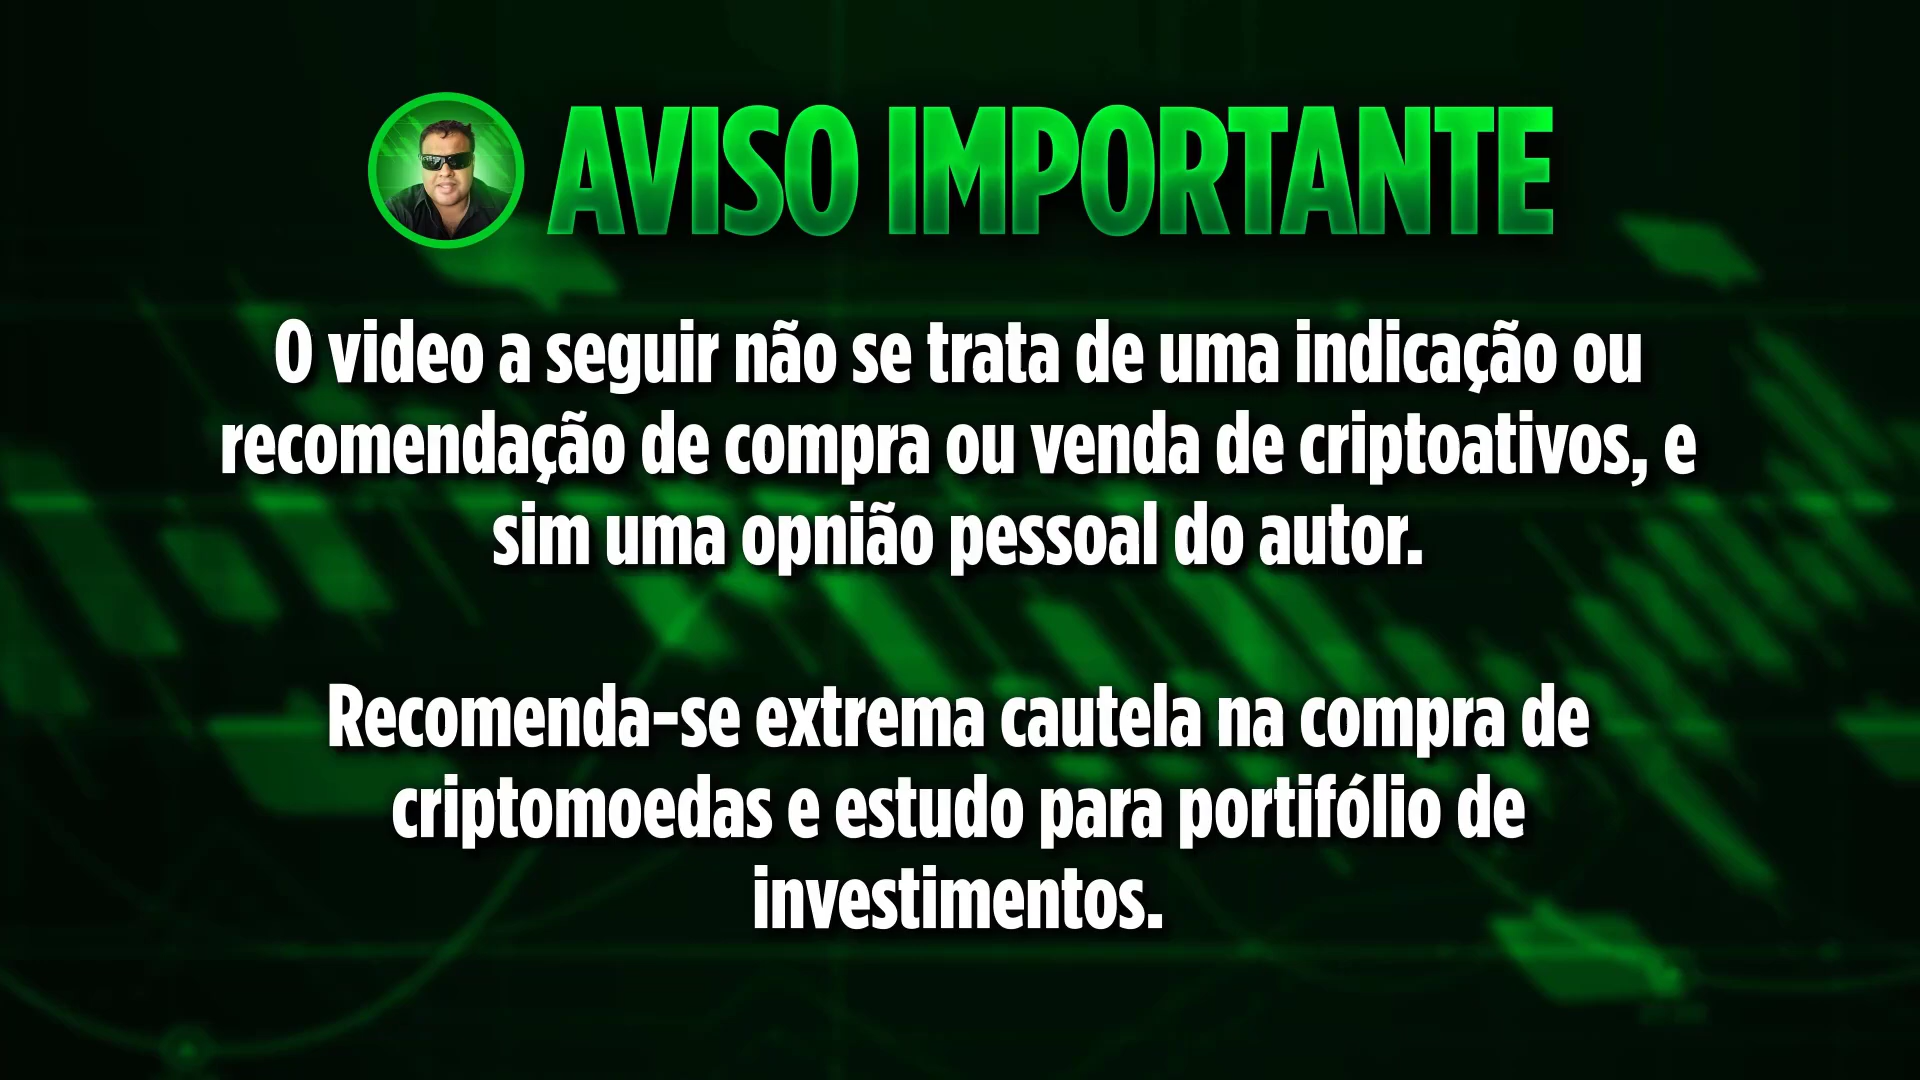 AVISO IMPORTANTE
O video a seguir não se trata de uma indicação ou
recomendação de compra ou venda de criptoativos, e
sim uma opnião pessoal do autor.
Recomenda-se extrema cautela na compra de
criptomoedas e estudo para portifólio de
investimentos.